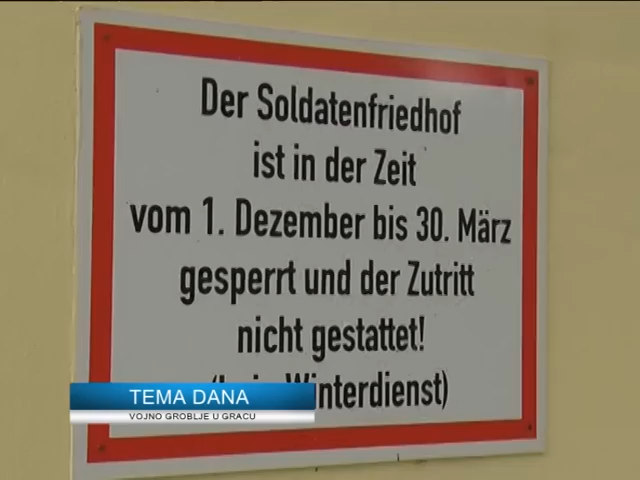 Der Soldatenfriedhof
ist in der Zeit
vom 1. Dezember bis 30. März
gesperrt und der Zutritt
nicht gestattet!
Winterdienst)
TEMA DANA
VOJNO GROBLJE U GRACU